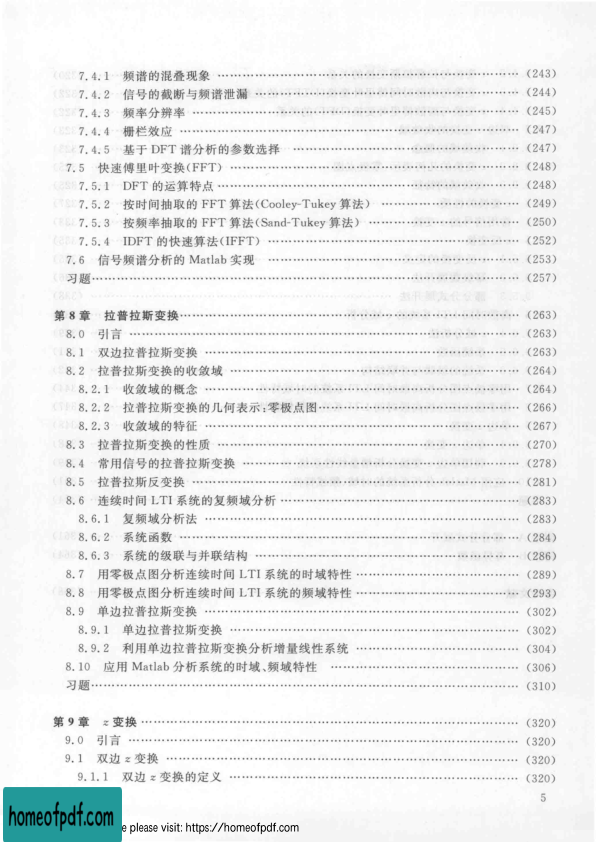 7.4.1 频谱的混叠现象 …… (243)
7.4.2 信号的截断与频谱泄漏 …… (244)
7.4.3 频率分辨率 …… (245)
7.4.4 栅栏效应 …… (247)
7.4.5 基于 DFT 谱分析的参数选择 …… (247)
7.5 快速傅里叶变换(FFT) …… (248)
7.5.1 DFT 的运算特点 …… (248)
7.5.2 按时间抽取的 FFT 算法(Cooley-Tukey 算法) …… (249)
7.5.3 按频率抽取的 FFT 算法(Sand-Tukey 算法) …… (250)
7.5.4 IDFT 的快速算法(IFFT) …… (252)
7.6 信号频谱分析的 Matlab 实现 …… (253)
习题 …… (257)
第 8 章 拉普拉斯变换 …… (263)
8.0 引言 …… (263)
8.1 双边拉普拉斯变换 …… (263)
8.2 拉普拉斯变换的收敛域 …… (264)
8.2.1 收敛域的概念 …… (264)
8.2.2 拉普拉斯变换的几何表示:零极点图 …… (266)
8.2.3 收敛域的特征 …… (267)
8.3 拉普拉斯变换的性质 …… (270)
8.4 常用信号的拉普拉斯变换 …… (278)
8.5 拉普拉斯反变换 …… (281)
8.6 连续时间 LTI 系统的复频域分析 …… (283)
8.6.1 复频域分析法 …… (283)
8.6.2 系统函数 …… (284)
8.6.3 系统的级联与并联结构 …… (286)
8.7 用零极点图分析连续时间 LTI 系统的时域特性 …… (289)
8.8 用零极点图分析连续时间 LTI 系统的频域特性 …… (293)
8.9 单边拉普拉斯变换 …… (302)
8.9.1 单边拉普拉斯变换 …… (302)
8.9.2 利用单边拉普拉斯变换分析增量线性系统 …… (304)
8.10 应用 Matlab 分析系统的时域、频域特性 …… (306)
习题 …… (310)
第 9 章 z 变换 …… (320)
9.0 引言 …… (320)
9.1 双边 z 变换 …… (320)
9.1.1 双边 z 变换的定义 …… (320)
5
homeofpdf.com
e please visit: https://homeofpdf.com